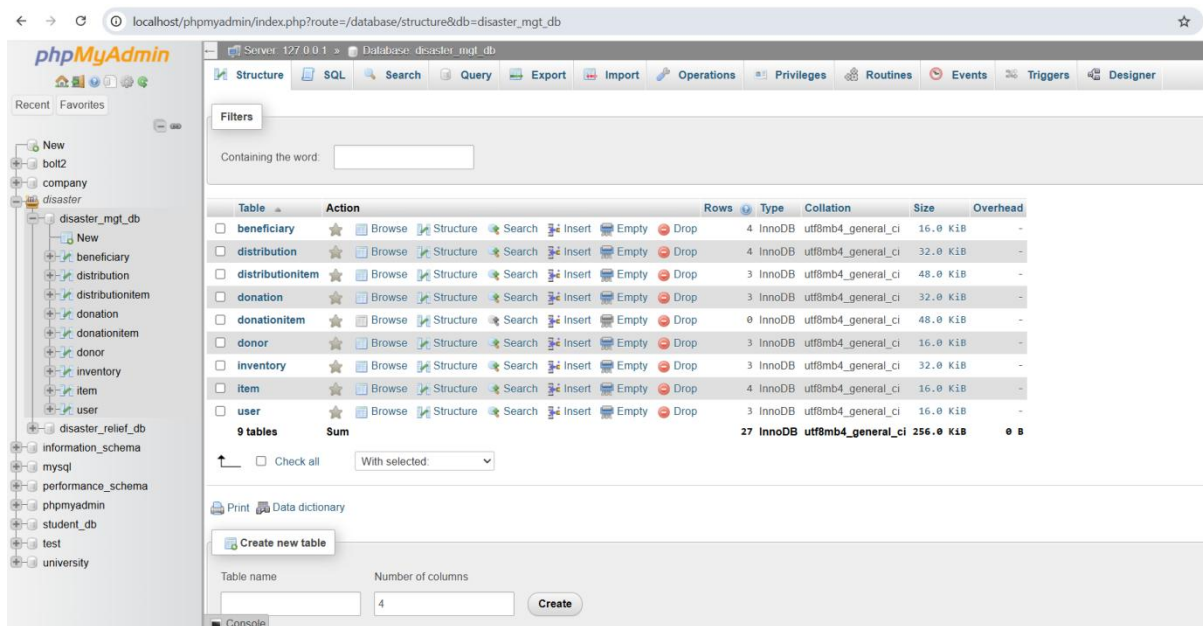 localhost/phpmyadmin/index.php?route=/database/structure&db=disaster_mgt_db
phpMyAdmin
Recent Favorites
New
bolt2
company
disaster
disaster_mgt_db
New
beneficiary
distribution
distributionitem
donation
donationitem
donor
inventory
item
user
disaster_relief_db
information_schema
mysql
performance_schema
phpmyadmin
student_db
test
university
Server: 127.0.0.1 » Database: disaster_mgt_db
Structure SQL Search Query Export Import Operations Privileges Routines Events Triggers Designer
Filters
Containing the word:
Table Action Rows Type Collation Size Overhead
beneficiary Browse Structure Search Insert Empty Drop 4 InnoDB utf8mb4_general_ci 16.0 KiB -
distribution Browse Structure Search Insert Empty Drop 4 InnoDB utf8mb4_general_ci 32.0 KiB -
distributionitem Browse Structure Search Insert Empty Drop 3 InnoDB utf8mb4_general_ci 48.0 KiB -
donation Browse Structure Search Insert Empty Drop 3 InnoDB utf8mb4_general_ci 32.0 KiB -
donationitem Browse Structure Search Insert Empty Drop 0 InnoDB utf8mb4_general_ci 48.0 KiB -
donor Browse Structure Search Insert Empty Drop 3 InnoDB utf8mb4_general_ci 16.0 KiB -
inventory Browse Structure Search Insert Empty Drop 3 InnoDB utf8mb4_general_ci 32.0 KiB -
item Browse Structure Search Insert Empty Drop 4 InnoDB utf8mb4_general_ci 16.0 KiB -
user Browse Structure Search Insert Empty Drop 3 InnoDB utf8mb4_general_ci 16.0 KiB -
9 tables Sum 27 InnoDB utf8mb4_general_ci 256.0 KiB 0 B
Check all With selected:
Print Data dictionary
Create new table
Table name Number of columns
4 Create
Console